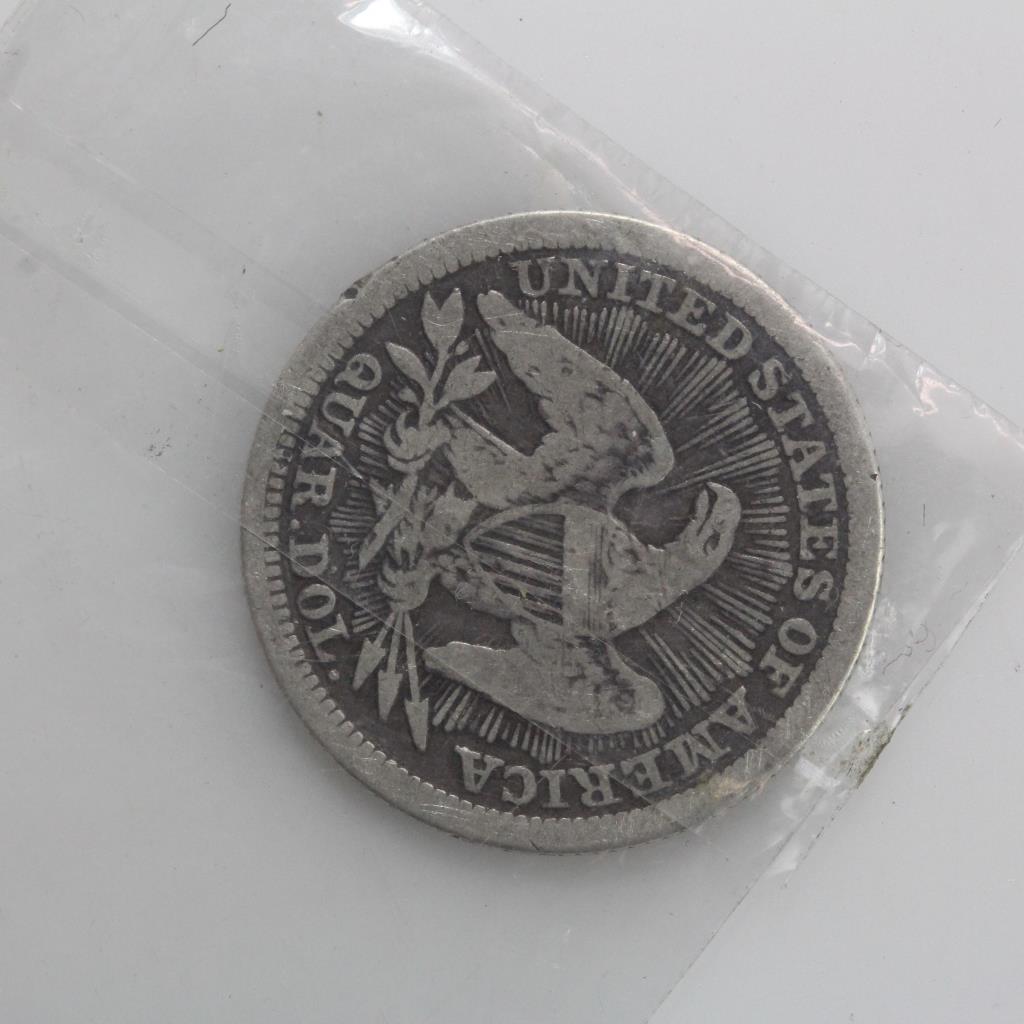 UNITED STATES OF AMERICA
QUAR. DOL.